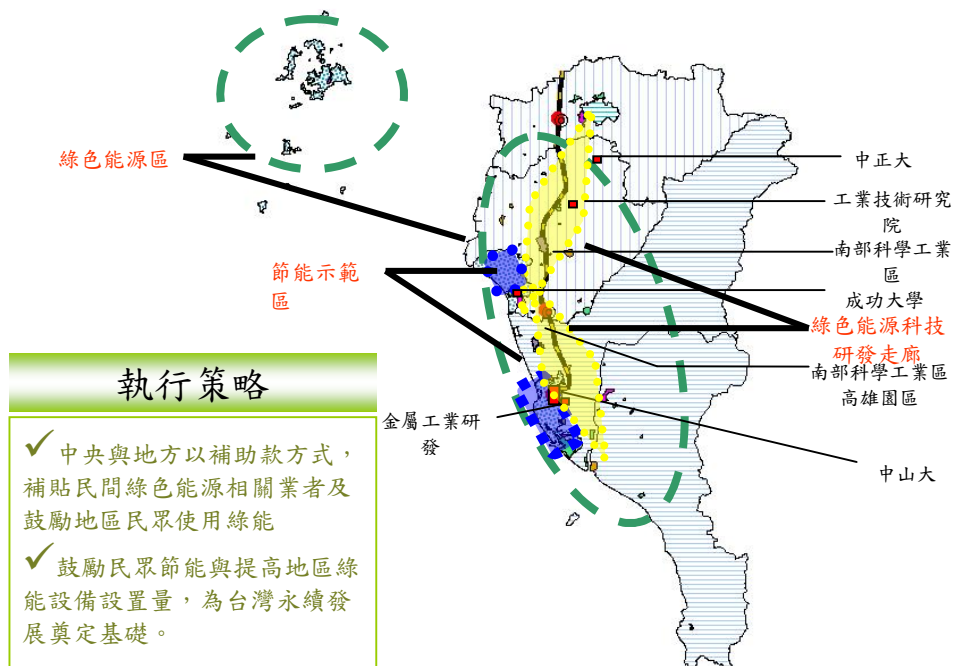 綠色能源區
節能示範
區
中正大
工業技術研究
院
南部科學工業
區
成功大學
綠色能源科技
研發走廊
南部科學工業區
高雄園區
中山大
金屬工業研
發
執行策略
✓中央與地方以補助款方式,
補貼民間綠色能源相關業者及
鼓勵地區民眾使用綠能
✓鼓勵民眾節能與提高地區綠
能設備設置量,為台灣永續發
展奠定基礎。